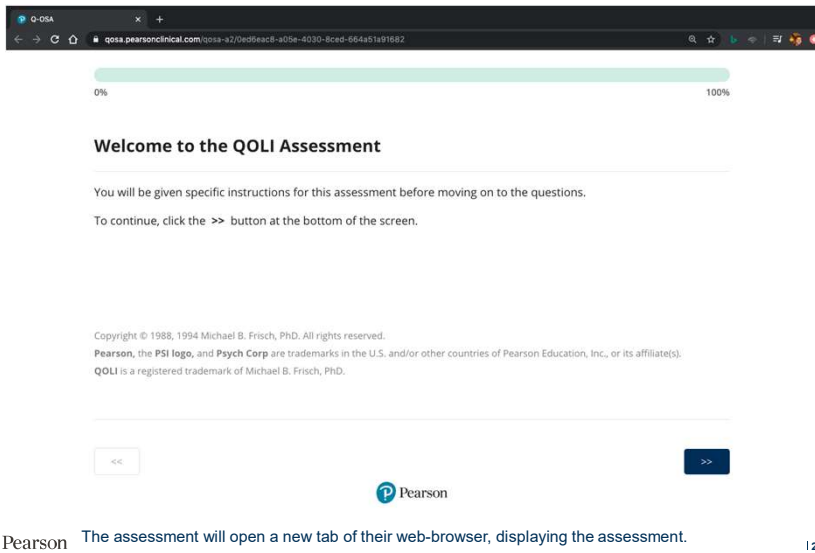 Q-OSA
qosa.pearsonclinical.com/qosa-a2/0ed6eac8-a05e-4030-8ced-664a51a91682
0% 100%
Welcome to the QOLI Assessment
You will be given specific instructions for this assessment before moving on to the questions.
To continue, click the >> button at the bottom of the screen.
Copyright © 1988, 1994 Michael B. Frisch, PhD. All rights reserved.
Pearson, the PSI logo, and Psych Corp are trademarks in the U.S. and/or other countries of Pearson Education, Inc., or its affiliate(s).
QOLI is a registered trademark of Michael B. Frisch, PhD.
<< >>
Pearson
Pearson The assessment will open a new tab of their web-browser, displaying the assessment.